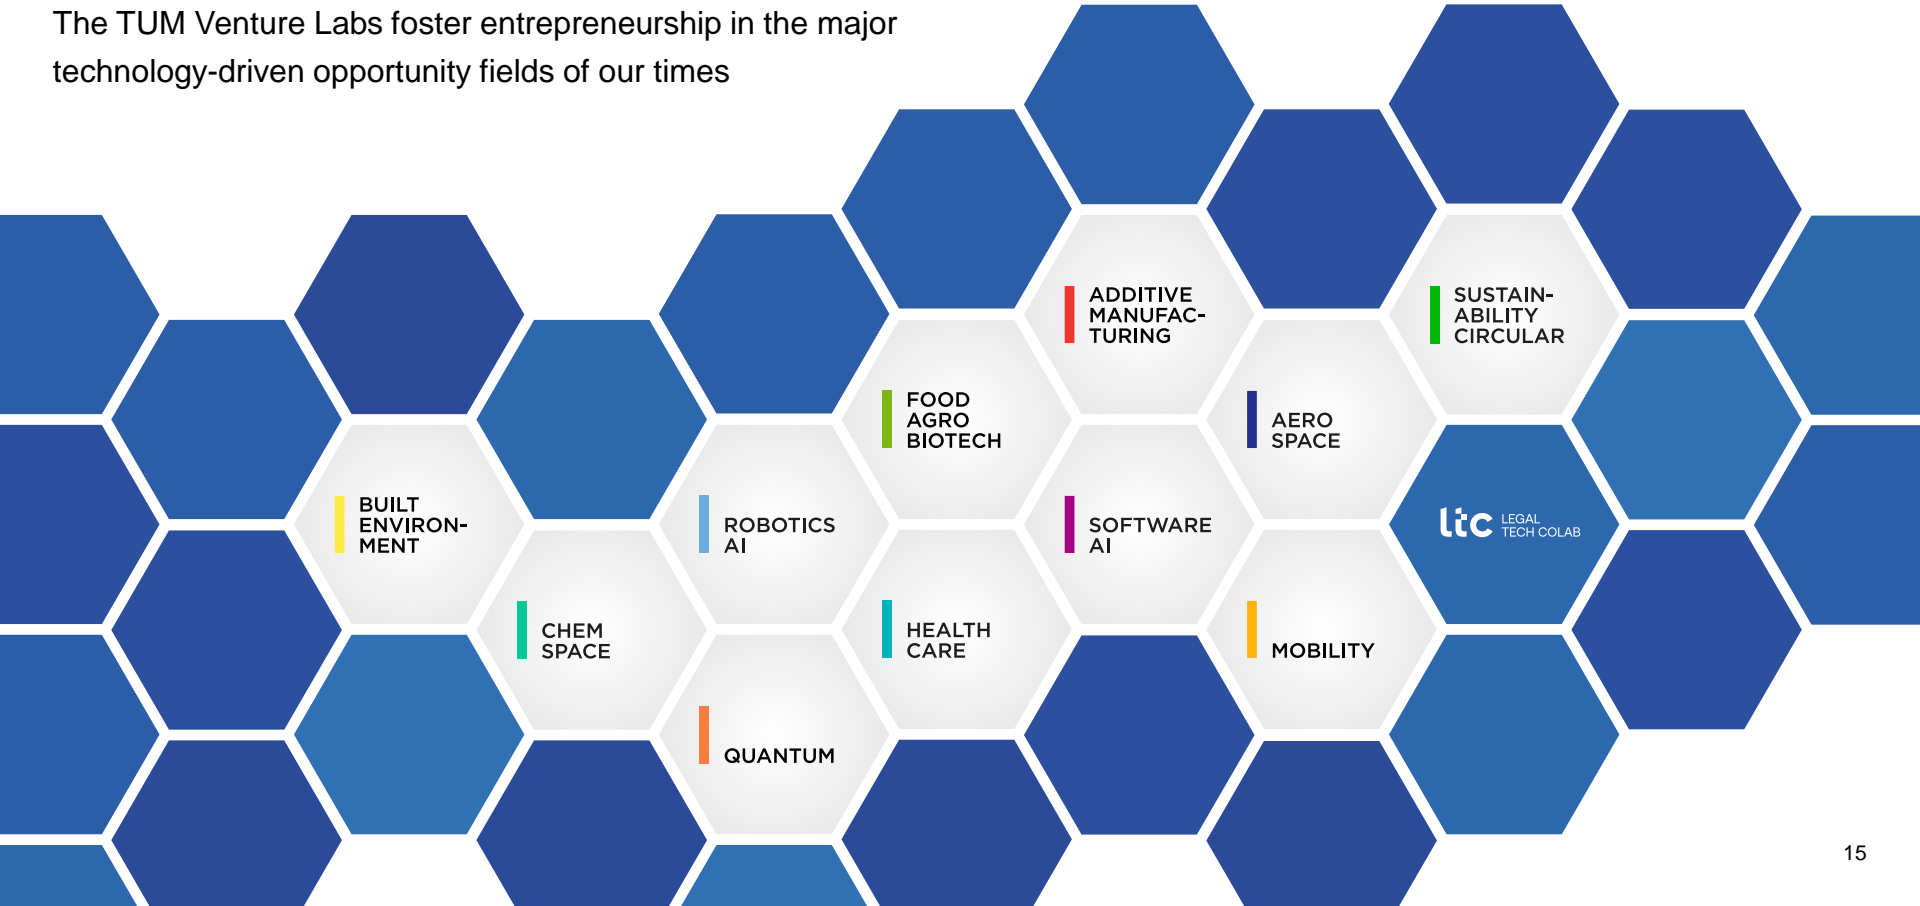 The TUM Venture Labs foster entrepreneurship in the major
technology-driven opportunity fields of our times
ADDITIVE
MANUFAC-
TURING
SUSTAIN-
ABILITY
CIRCULAR
FOOD
AGRO
BIOTECH
AERO
SPACE
BUILT
ENVIRON-
MENT
ROBOTICS
AI
SOFTWARE
AI
ltc LEGAL
TECH COLAB
CHEM
SPACE
HEALTH
CARE
MOBILITY
QUANTUM
15